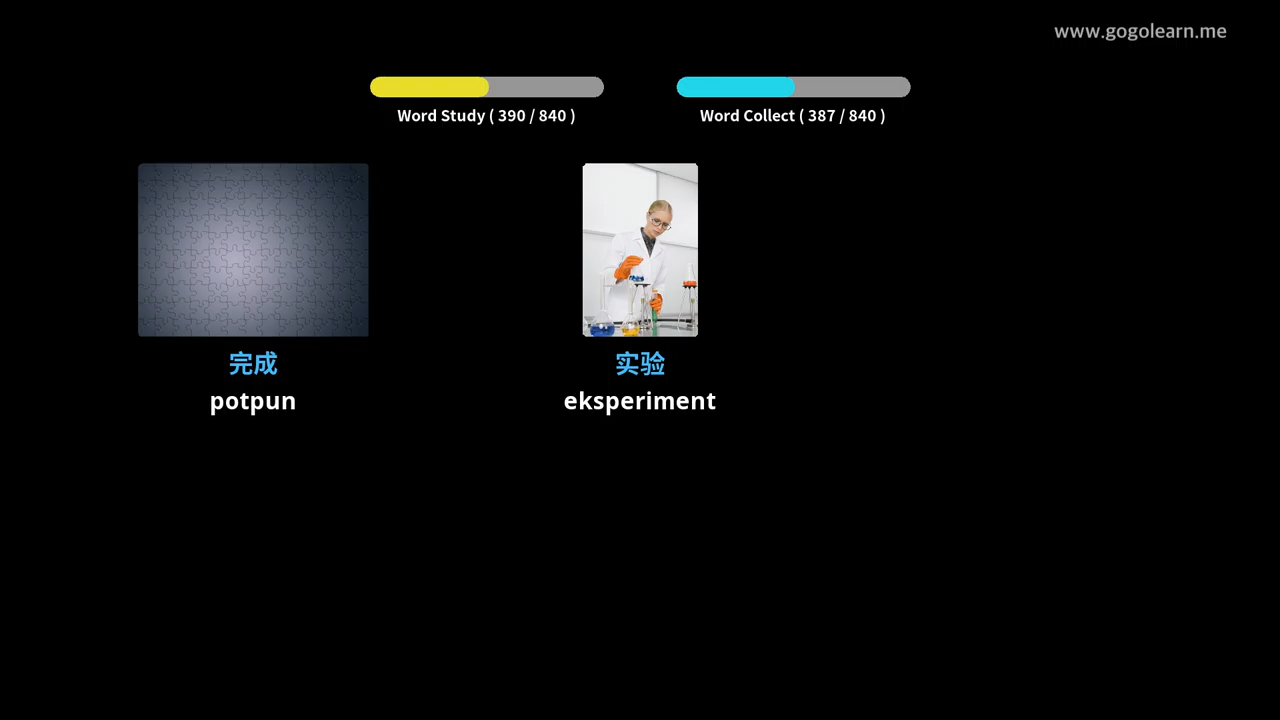 www.gogolearn.me
Word Study ( 390 / 840 )
Word Collect ( 387 / 840 )
完成
potpun
实验
eksperiment